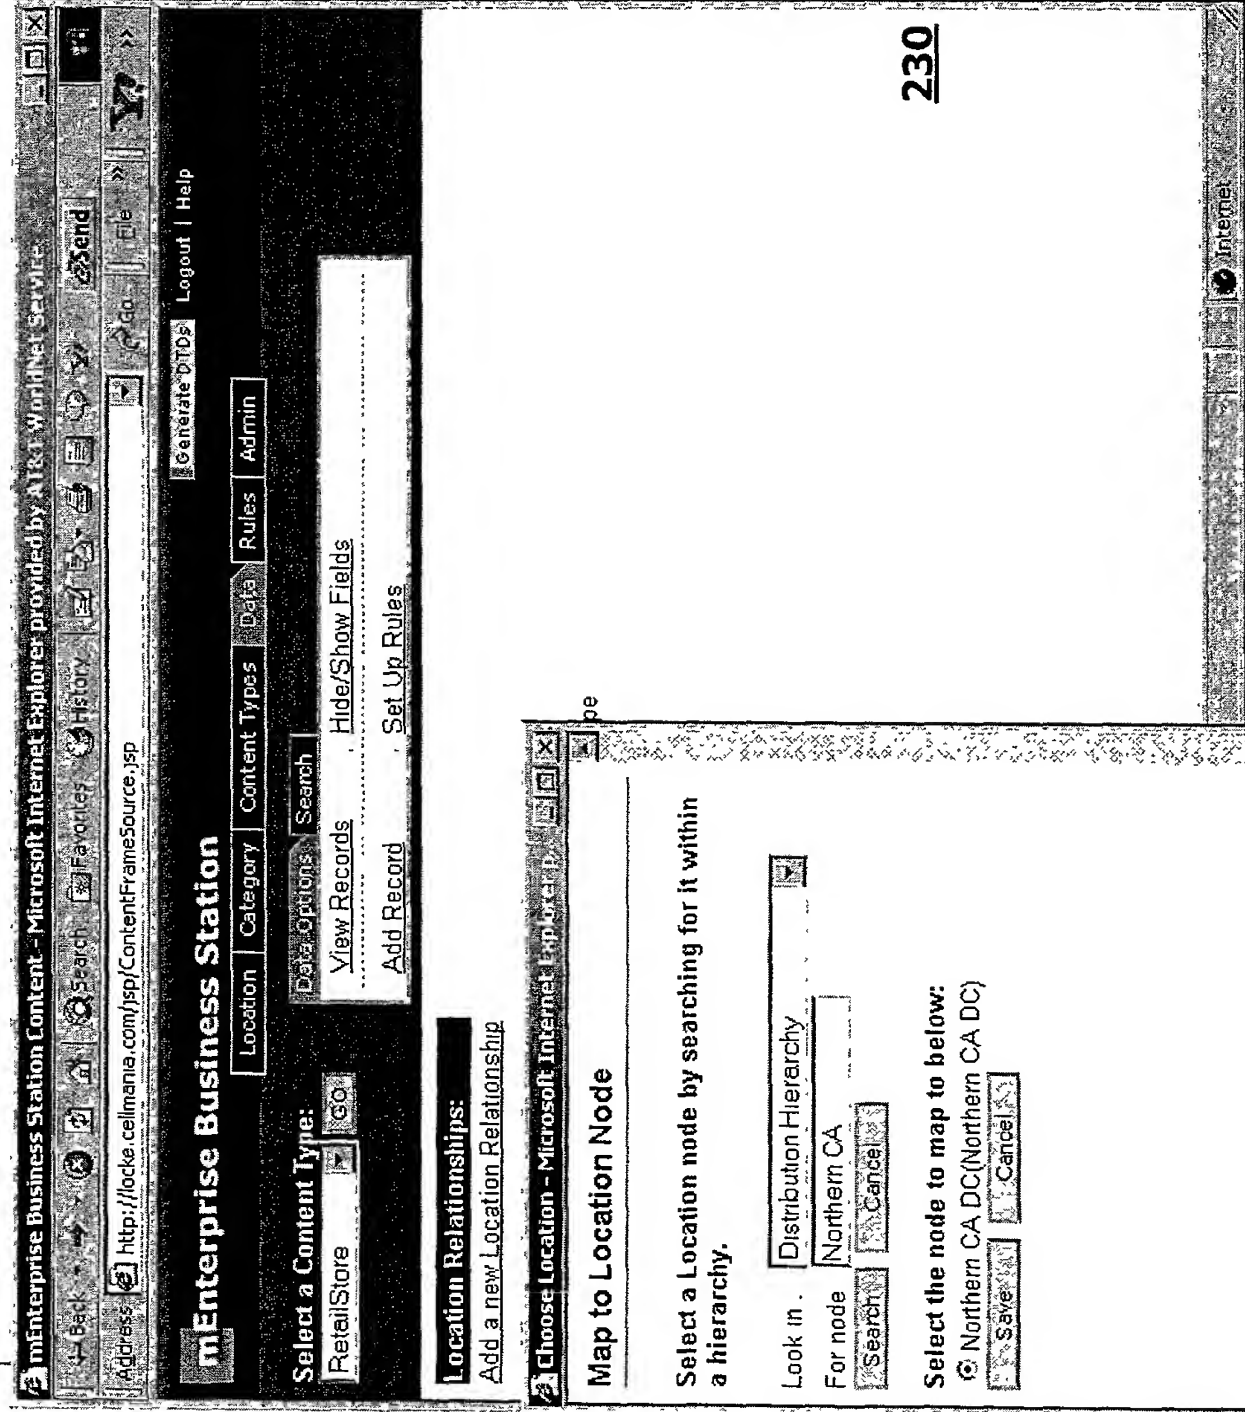 mEnterprise Business Station Content - Microsoft Internet Explorer provided by AT&T WorldNet Service
Back Search Favorites History Send
Address http://locke.cellmania.com/jsp/ContentFrameSource.jsp Go File » Y! »
mEnterprise Business Station Generate DTDs Logout | Help
Location Category Content Types Data Rules Admin
Select a Content Type: Data Options Search
RetailStore GO View Records Hide/Show Fields
Add Record Set Up Rules
Location Relationships:
Add a new Location Relationship
Choose Location - Microsoft Internet Explorer p..
pe
Map to Location Node
Select a Location node by searching for it within
a hierarchy.
Look in . Distribution Hierarchy
For node Northern CA
Search Cancel
Select the node to map to below:
Northern CA DC(Northern CA DC)
Save Cancel
Internet
230